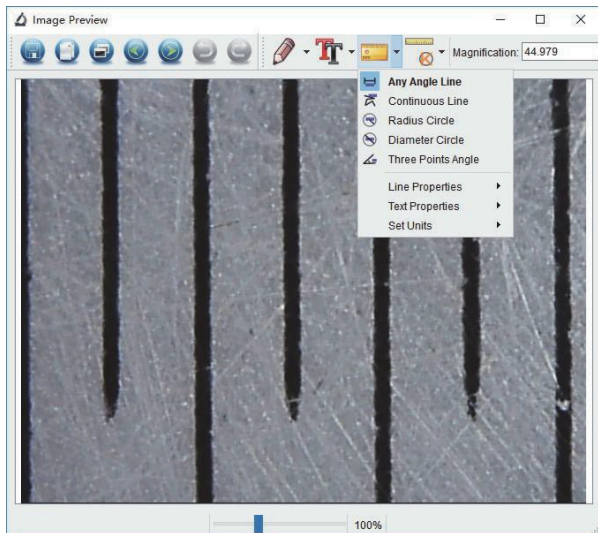 Image Preview
Magnification: 44.979
Any Angle Line
Continuous Line
Radius Circle
Diameter Circle
Three Points Angle
Line Properties
Text Properties
Set Units
100%